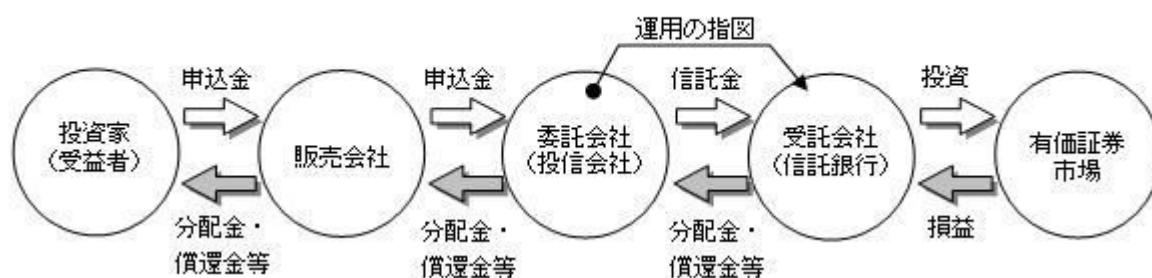 運用の指図
申込金
申込金
信託金
投資
投資家
(受益者)
販売会社
委託会社
(投信会社)
受託会社
(信託銀行)
有価証券
市場
分配金・
償還金等
分配金・
償還金等
分配金・
償還金等
損益